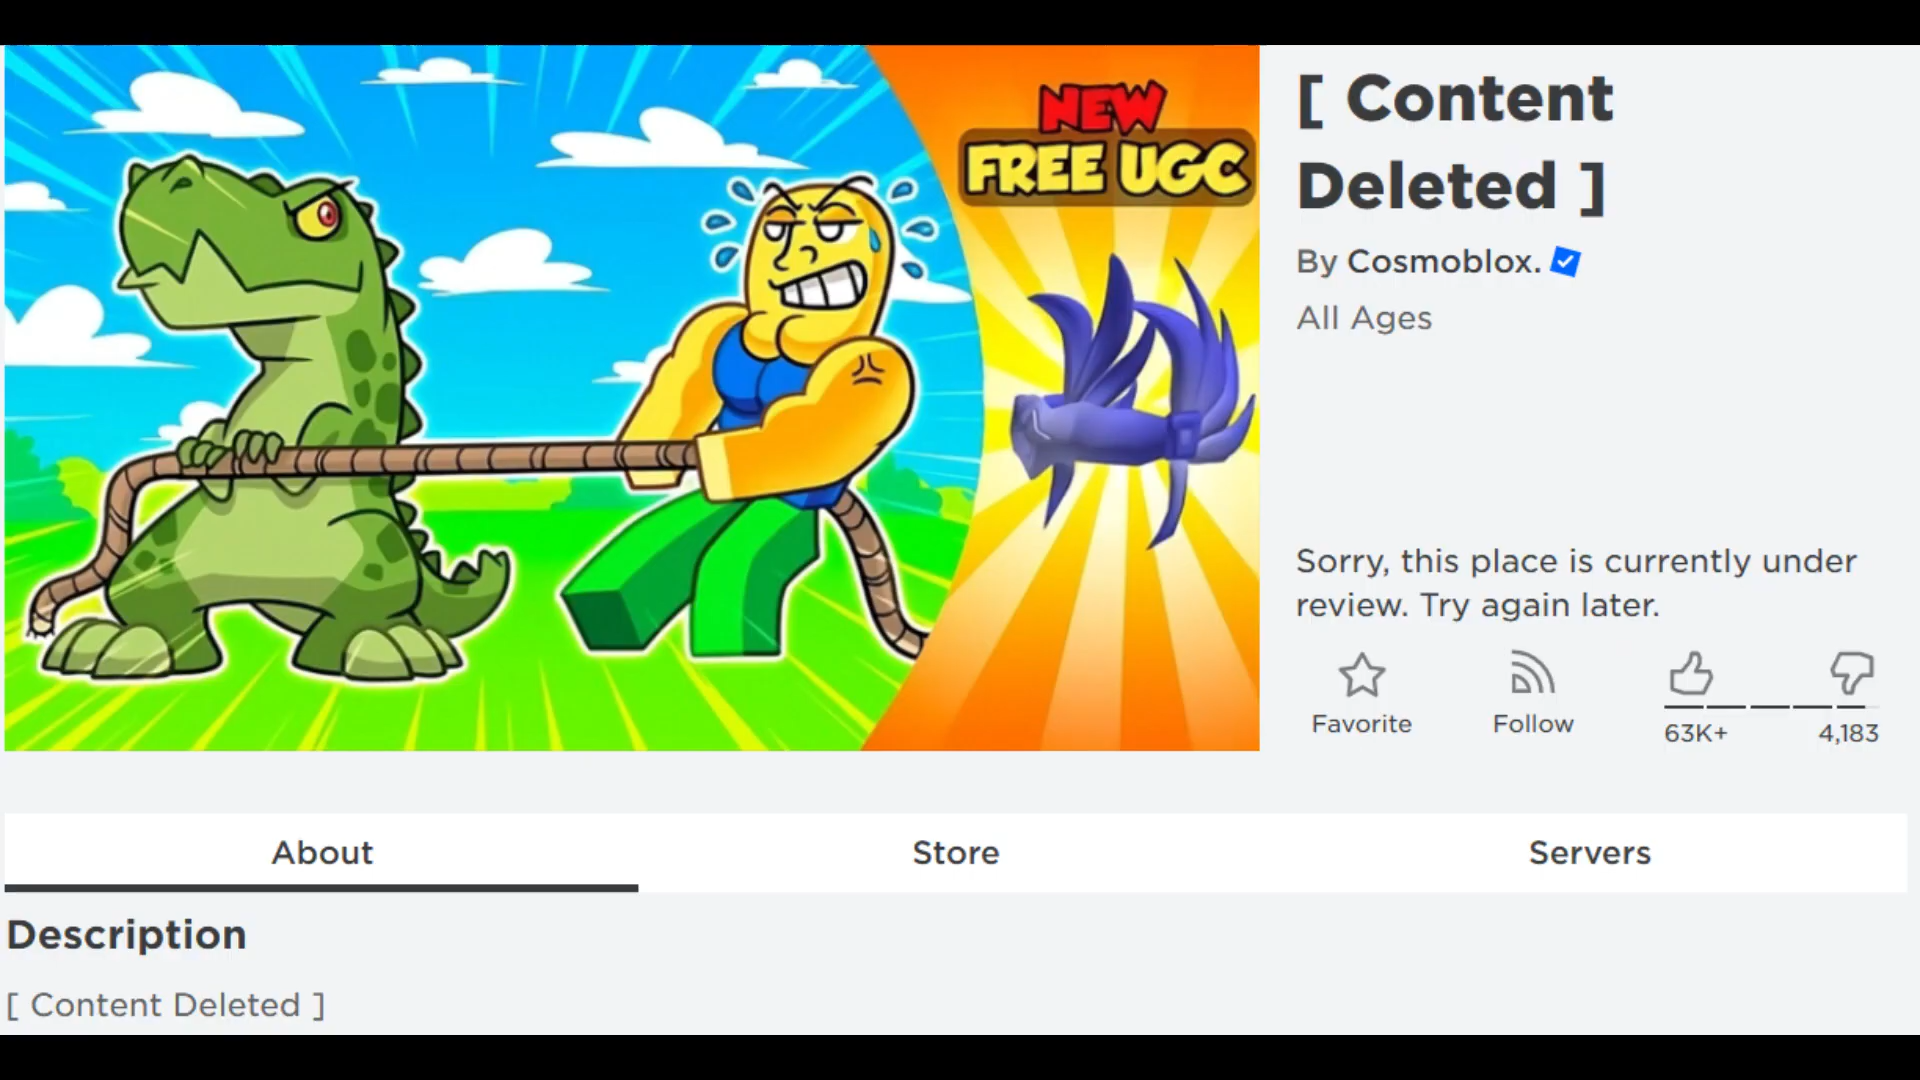 NEW
FREE UGC
[ Content
Deleted ]
By Cosmoblox.
All Ages
Sorry, this place is currently under
review. Try again later.
Favorite
Follow
63K+
4,183
About
Store
Servers
Description
[ Content Deleted ]